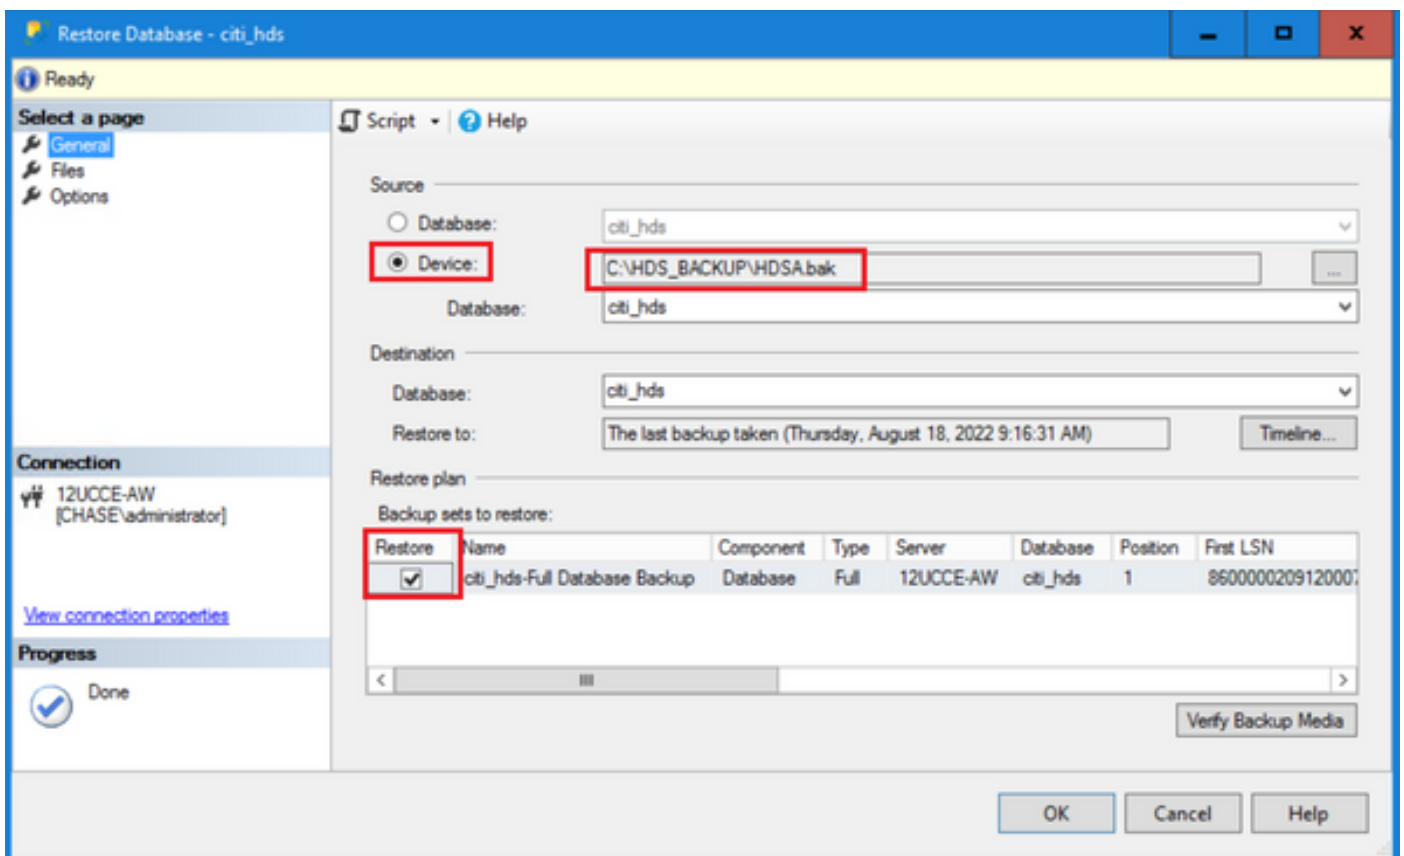 Restore Database - citi_hds
Ready
Select a page
General
Files
Options
Script
Help
Source
Database:
citi_hds
Device:
C:\HDS_BACKUP\HDSA.bak
...
Database:
citi_hds
Destination
Database:
citi_hds
Restore to:
The last backup taken (Thursday, August 18, 2022 9:16:31 AM)
Timeline...
Connection
12UCCE-AW
[CHASE\administrator]
View connection properties
Restore plan
Backup sets to restore:
Restore Name Component Type Server Database Position First LSN
citi_hds-Full Database Backup Database Full 12UCCE-AW citi_hds 1 8600000209120007
Progress
Done
Verify Backup Media
OK Cancel Help